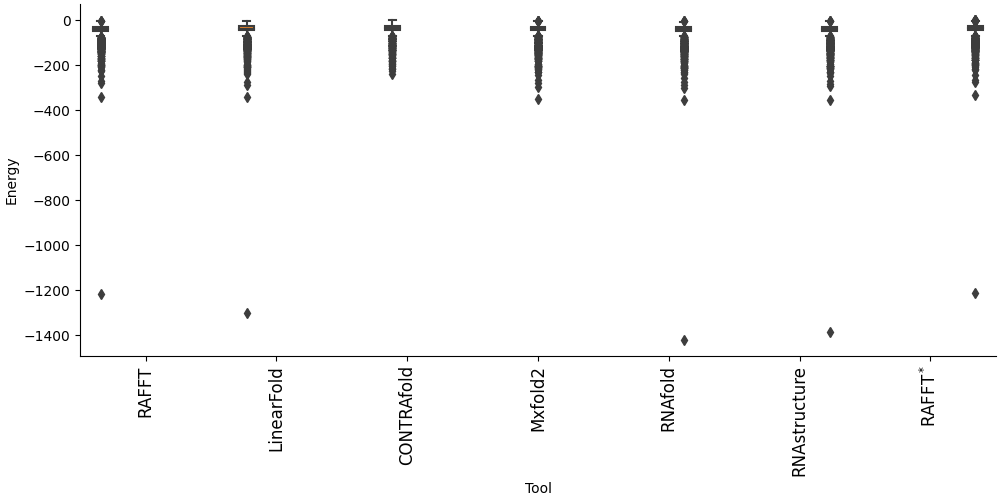 0
−200
−400
−600
−800
−1000
−1200
−1400
Energy
RAFFT
LinearFold
CONTRAfold
Mxfold2
RNAfold
RNAstructure
RAFFT*
Tool